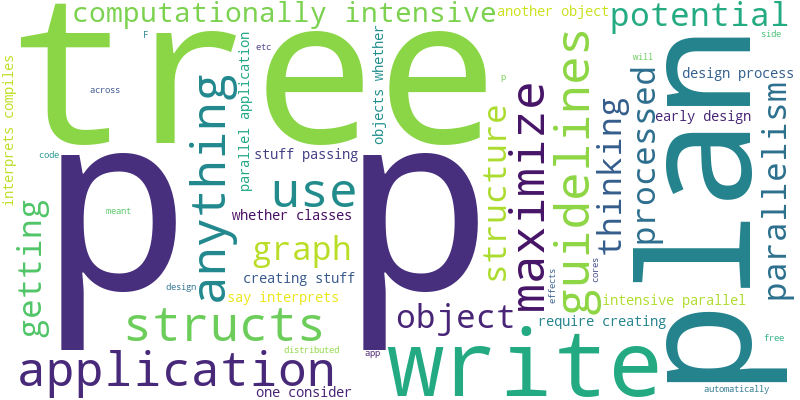 computationally intensive
another object
potential
tree
F
etc
interprets compiles
across
anything
parallel application
objects whether
p
maximize
guidelines
will
side
design process
plan
early design
thinking
processed
parallelism
code
stuff passing
p p
meant
use
whether classes
structure
getting
graph
creating stuff
design
say interprets
effects
cores
intensive parallel
structs
object
require creating
free
distributed
app
application
write
one consider
automatically